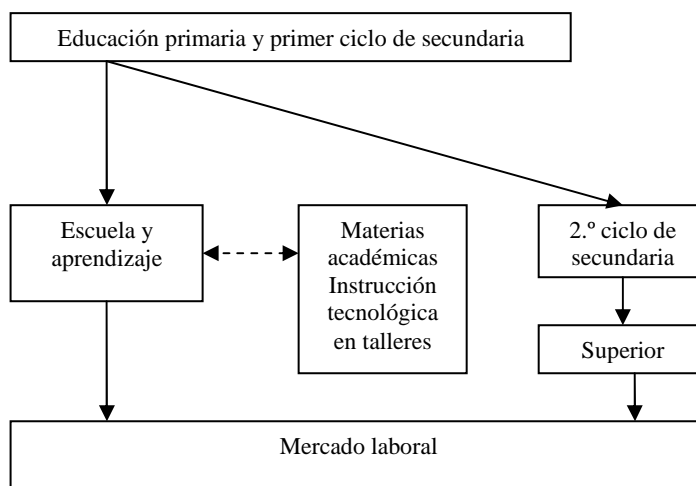 Educación primaria y primer ciclo de secundaria
Escuela y
aprendizaje
Materias
académicas
Instrucción
tecnológica
en talleres
2.º ciclo de
secundaria
Superior
Mercado laboral